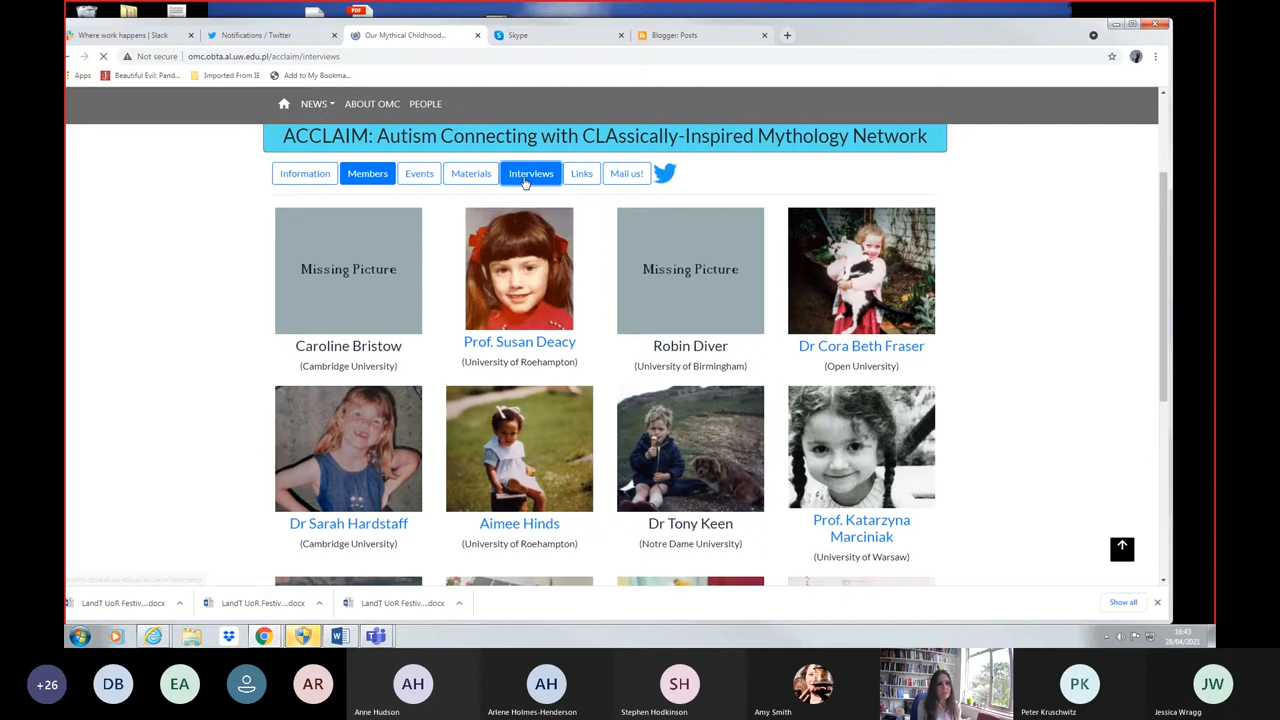 Where work happens | Slack
Notifications / Twitter
Our Mythical Childhood...
Skype
Blogger: Posts
Not secure
omc.obta.al.uw.edu.pl/acclaim/interviews
Apps
Beautiful Evil: Pand...
Imported From IE
Add to My Bookma...
NEWS
ABOUT OMC
PEOPLE
ACCLAIM: Autism Connecting with CLAssically-Inspired Mythology Network
Information
Members
Events
Materials
Interviews
Links
Mail us!
Missing Picture
Missing Picture
Caroline Bristow
(Cambridge University)
Prof. Susan Deacy
(University of Roehampton)
Robin Diver
(University of Birmingham)
Dr Cora Beth Fraser
(Open University)
Dr Sarah Hardstaff
(Cambridge University)
Aimee Hinds
(University of Roehampton)
Dr Tony Keen
(Notre Dame University)
Prof. Katarzyna
Marciniak
(University of Warsaw)
LandT UoR Festiv....docx
LandT UoR Festiv....docx
LandT UoR Festiv....docx
Show all
16:43
28/04/2021
+26
DB
EA
AR
AH
Anne Hudson
AH
Arlene Holmes-Henderson
SH
Stephen Hodkinson
Amy Smith
PK
Peter Kruschwitz
JW
Jessica Wragg